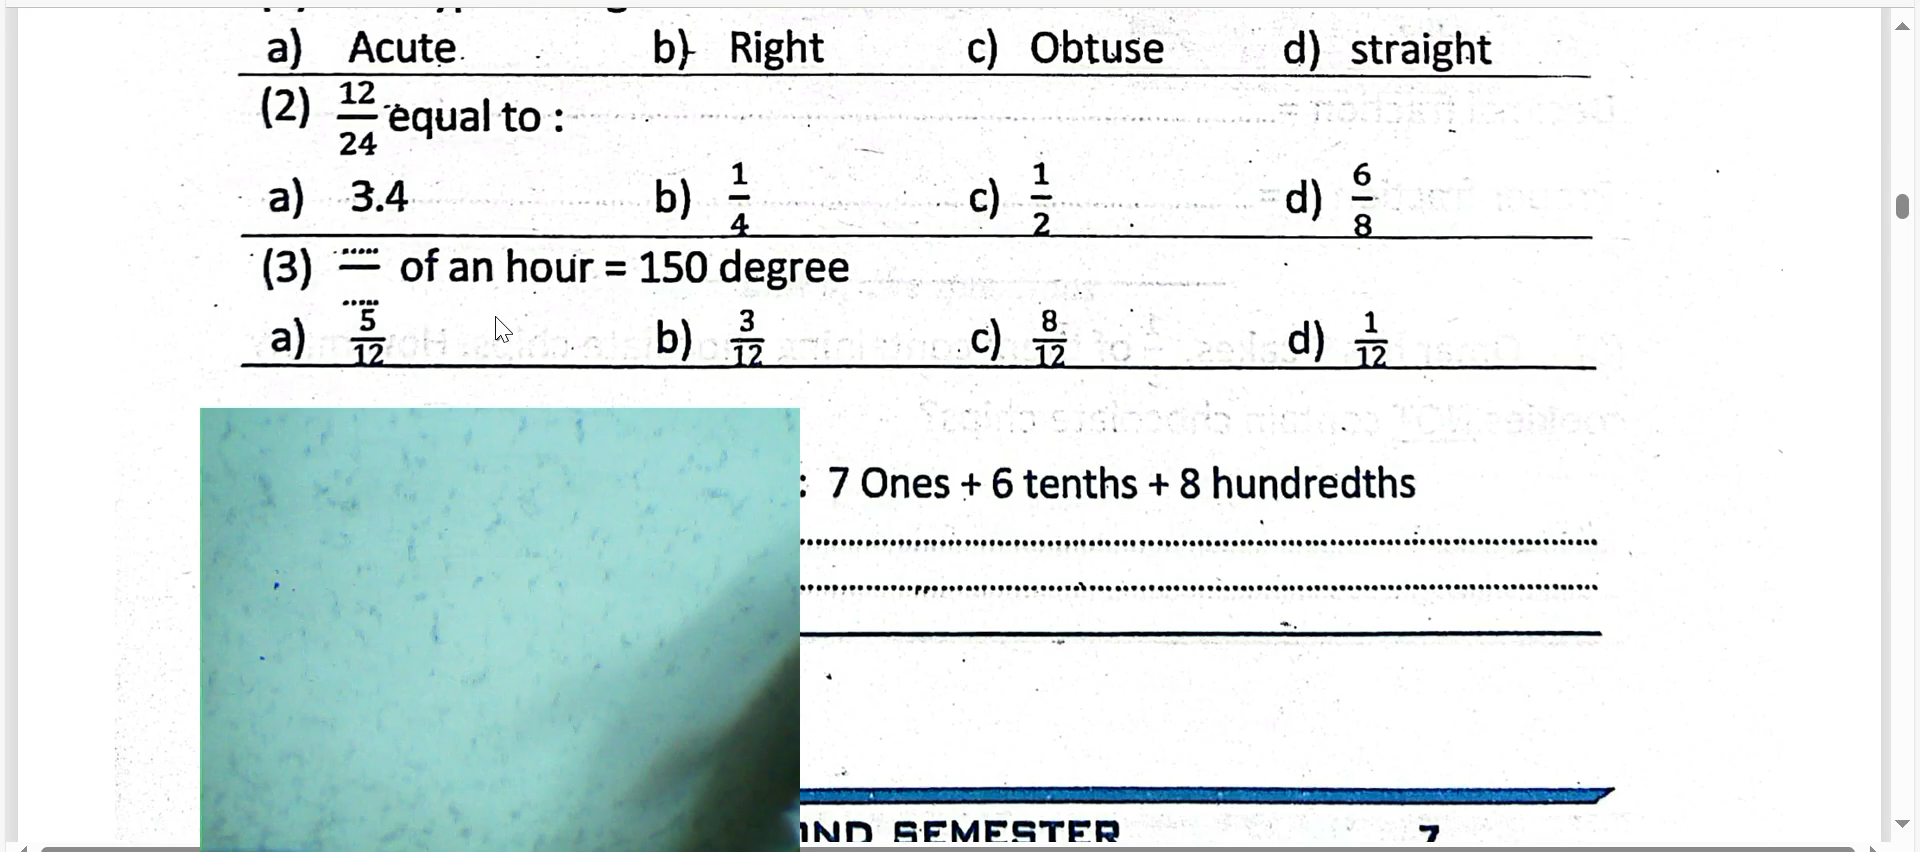 a) Acute. b) Right c) Obtuse d) straight
(2) 12/24 equal to :
a) 3.4 b) 1/4 c) 1/2 d) 6/8
(3) ...../..... of an hour = 150 degree
a) 5/12 b) 3/12 c) 8/12 d) 1/12
: 7 Ones + 6 tenths + 8 hundredths
SEMESTER 7